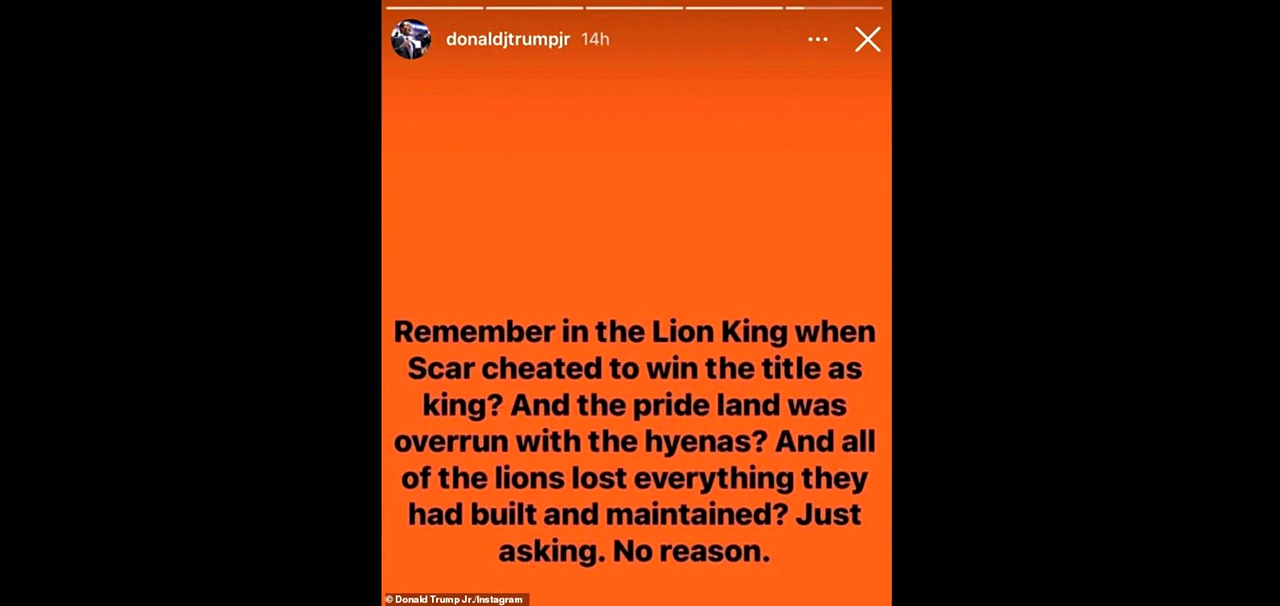 donaldjtrumpjr 14h
Remember in the Lion King when
Scar cheated to win the title as
king? And the pride land was
overrun with the hyenas? And all
of the lions lost everything they
had built and maintained? Just
asking. No reason.
© Donald Trump Jr./Instagram